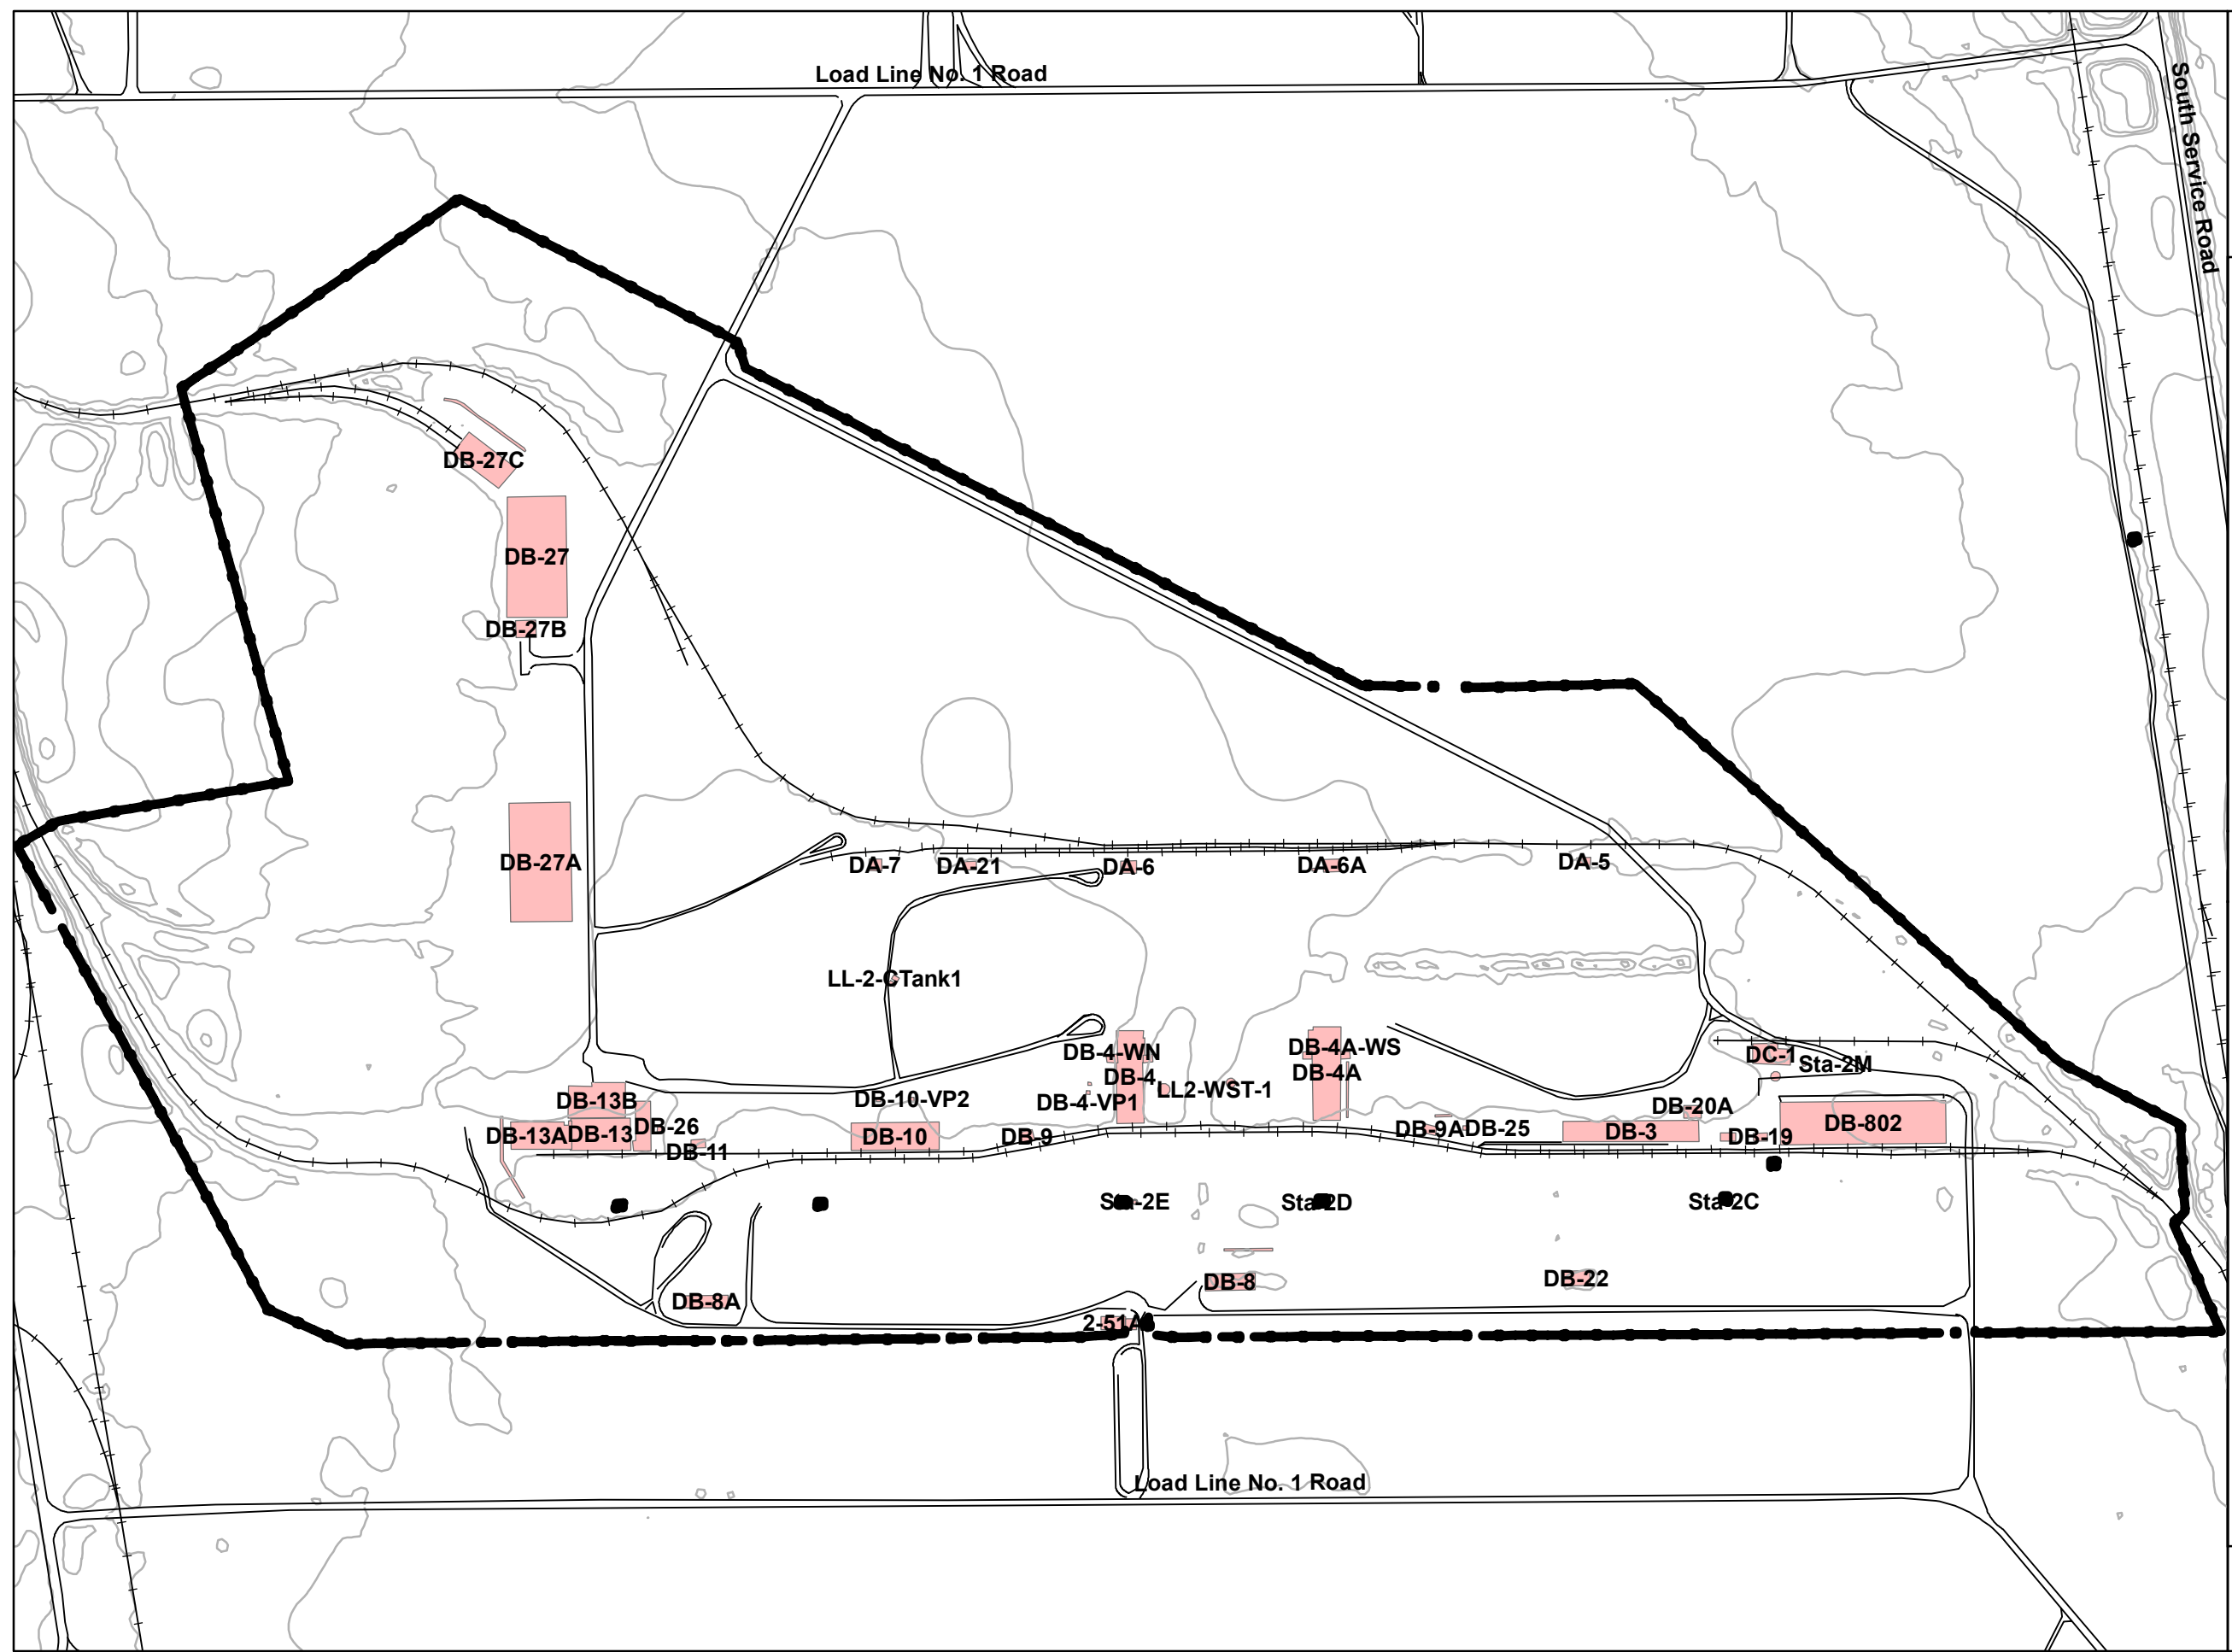 Load Line No. 1 Road
South Service Road
DB-27C
DB-27
DB-27B
DB-27A
DA-7
DA-21
DA-6
DA-6A
DA-5
LL-2-CTank1
DB-4-WN
DB-4A-WS
DC-1
Sta-2M
DB-4
DB-4A
LL2-WST-1
DB-13B
DB-10-VP2
DB-4-VP1
DB-20A
DB-13A
DB-13
DB-26
DB-11
DB-10
DB-9
DB-9A
DB-25
DB-3
DB-19
DB-802
Sta-2E
Sta-2D
Sta-2C
DB-8
DB-22
DB-8A
2-51A
Load Line No. 1 Road